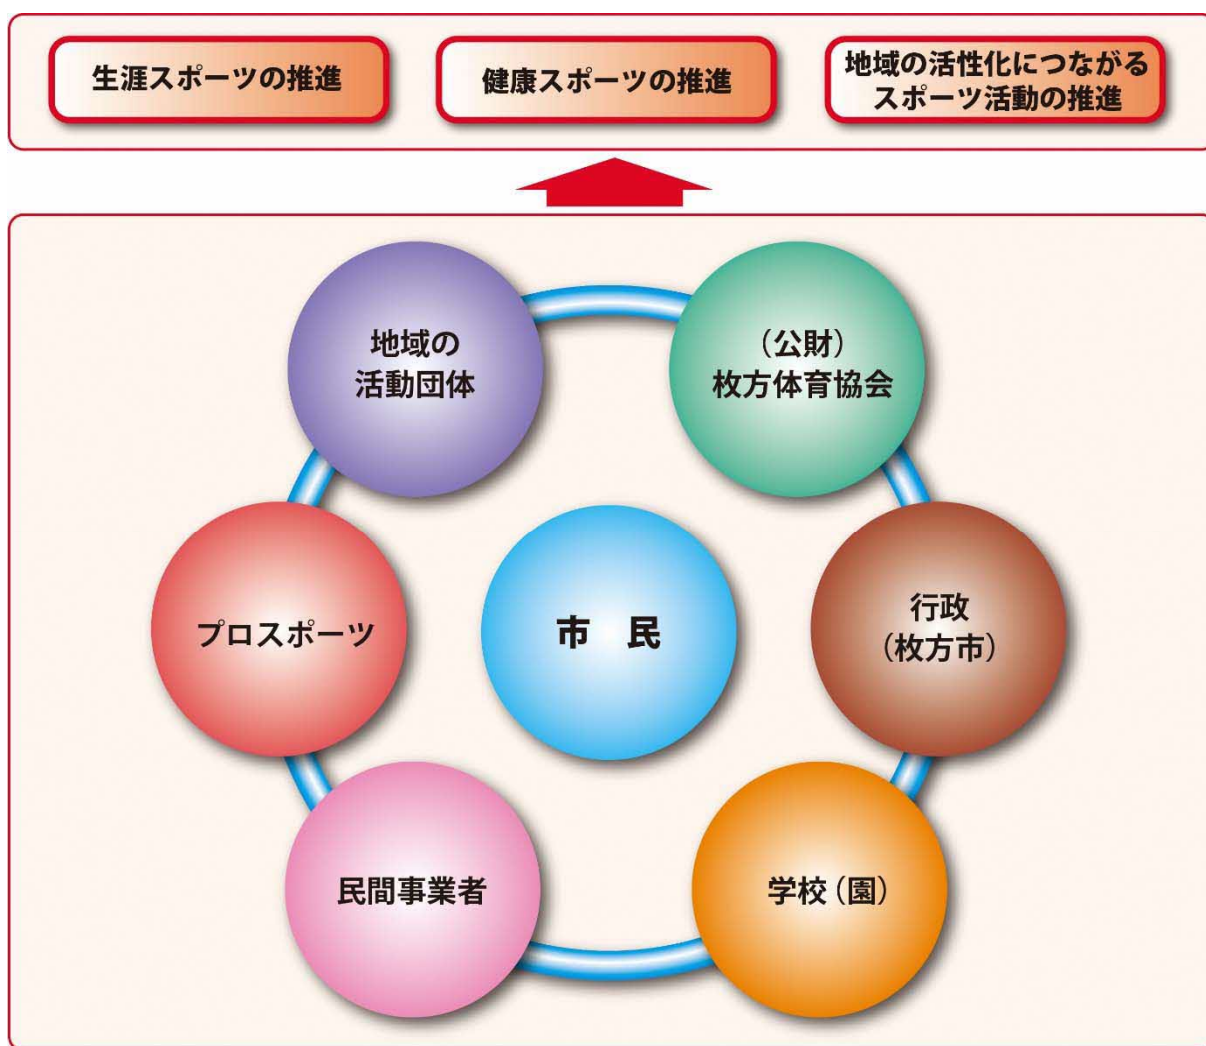 生涯スポーツの推進
健康スポーツの推進
地域の活性化につながる
スポーツ活動の推進
地域の
活動団体
（公財）
枚方体育協会
プロスポーツ
市　民
行政
（枚方市）
民間事業者
学校（園）